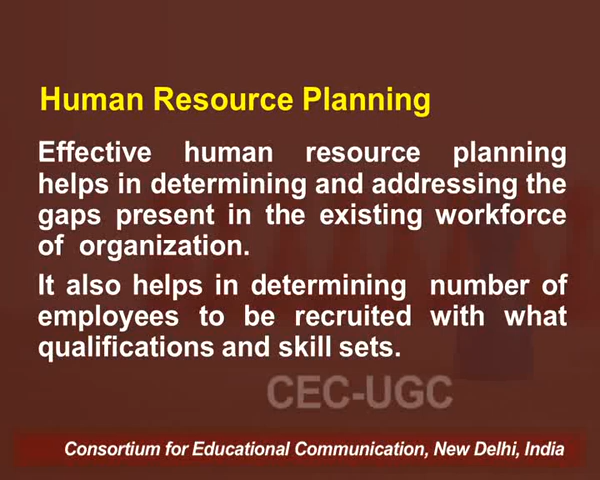 Human Resource Planning
Effective human resource planning
helps in determining and addressing the
gaps present in the existing workforce
of organization.
It also helps in determining number of
employees to be recruited with what
qualifications and skill sets.
CEC-UGC
Consortium for Educational Communication, New Delhi, India